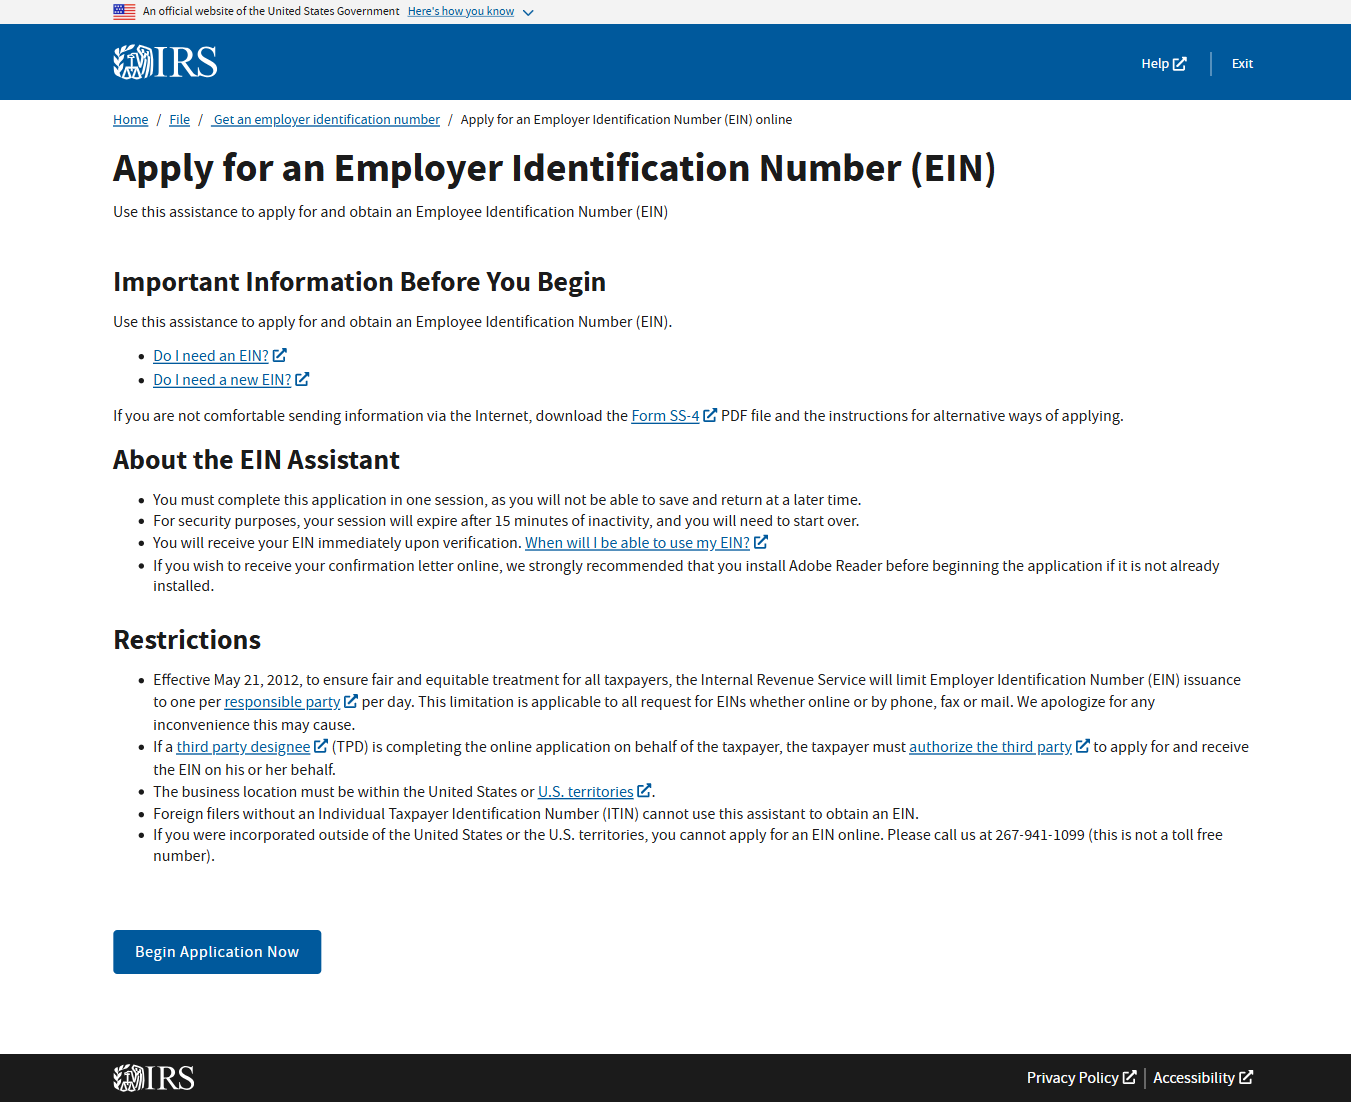 An official website of the United States Government Here's how you know
IRS
Help
Exit
Home / File / Get an employer identification number / Apply for an Employer Identification Number (EIN) online
Apply for an Employer Identification Number (EIN)
Use this assistance to apply for and obtain an Employee Identification Number (EIN)
Important Information Before You Begin
Use this assistance to apply for and obtain an Employee Identification Number (EIN).
• Do I need an EIN?
• Do I need a new EIN?
If you are not comfortable sending information via the Internet, download the Form SS-4 PDF file and the instructions for alternative ways of applying.
About the EIN Assistant
• You must complete this application in one session, as you will not be able to save and return at a later time.
• For security purposes, your session will expire after 15 minutes of inactivity, and you will need to start over.
• You will receive your EIN immediately upon verification. When will I be able to use my EIN?
• If you wish to receive your confirmation letter online, we strongly recommended that you install Adobe Reader before beginning the application if it is not already
installed.
Restrictions
• Effective May 21, 2012, to ensure fair and equitable treatment for all taxpayers, the Internal Revenue Service will limit Employer Identification Number (EIN) issuance
to one per responsible party per day. This limitation is applicable to all request for EINs whether online or by phone, fax or mail. We apologize for any
inconvenience this may cause.
• If a third party designee (TPD) is completing the online application on behalf of the taxpayer, the taxpayer must authorize the third party to apply for and receive
the EIN on his or her behalf.
• The business location must be within the United States or U.S. territories.
• Foreign filers without an Individual Taxpayer Identification Number (ITIN) cannot use this assistant to obtain an EIN.
• If you were incorporated outside of the United States or the U.S. territories, you cannot apply for an EIN online. Please call us at 267-941-1099 (this is not a toll free
number).
Begin Application Now
IRS
Privacy Policy
Accessibility